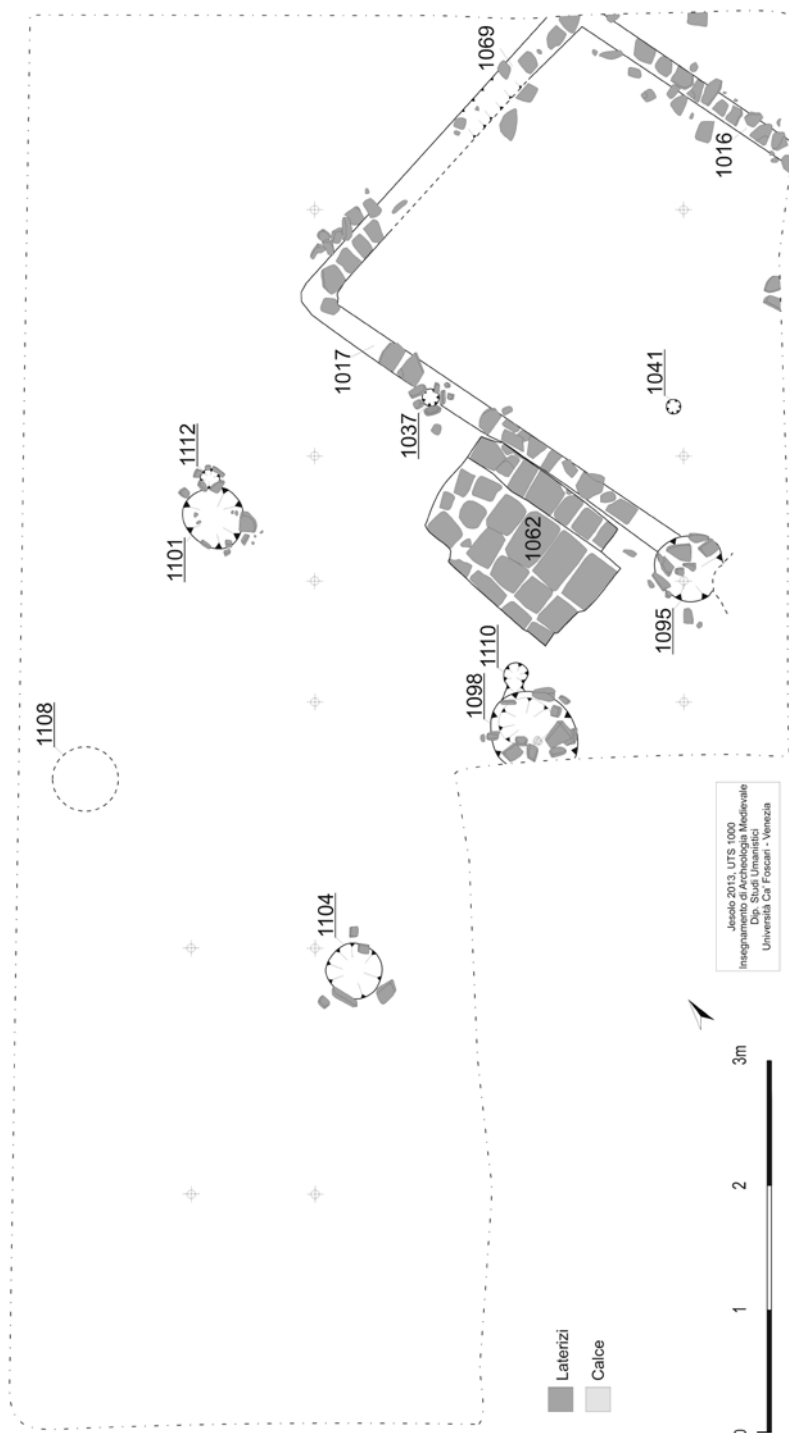 1069
1016
1017
1041
1037
1112
1101
1062
1095
1110
1098
1108
1104
Jesolo 2013, UTS 1000
Insegnamento di Archeologia Medievale
Dip. Studi Umanistici
Università Ca' Foscari - Venezia
Laterizi
Calce
0 1 2 3m